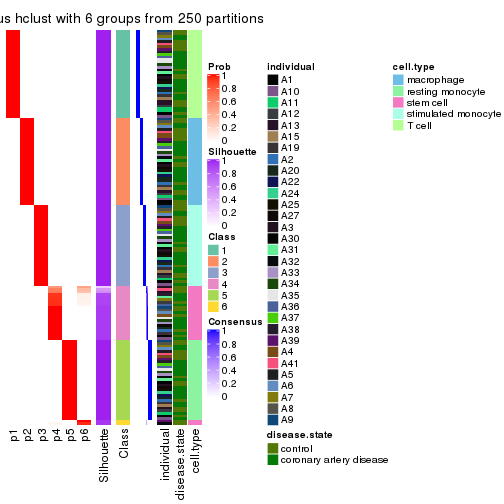 us hclust with 6 groups from 250 partitions
Prob
1
0.8
0.6
0.4
0.2
0
Silhouette
1
0.8
0.6
0.4
0.2
0
Class
1
2
3
4
5
6
Consensus
1
0.8
0.6
0.4
0.2
0
individual
A1
A10
A11
A12
A13
A15
A19
A2
A20
A22
A24
A25
A27
A3
A30
A31
A32
A33
A34
A35
A36
A37
A38
A39
A4
A41
A5
A6
A7
A8
A9
disease.state
control
coronary artery disease
cell.type
macrophage
resting monocyte
stem cell
stimulated monocyte
T cell
p1
p2
p3
p4
p5
p6
Silhouette
Class
individual
disease.state
cell.type